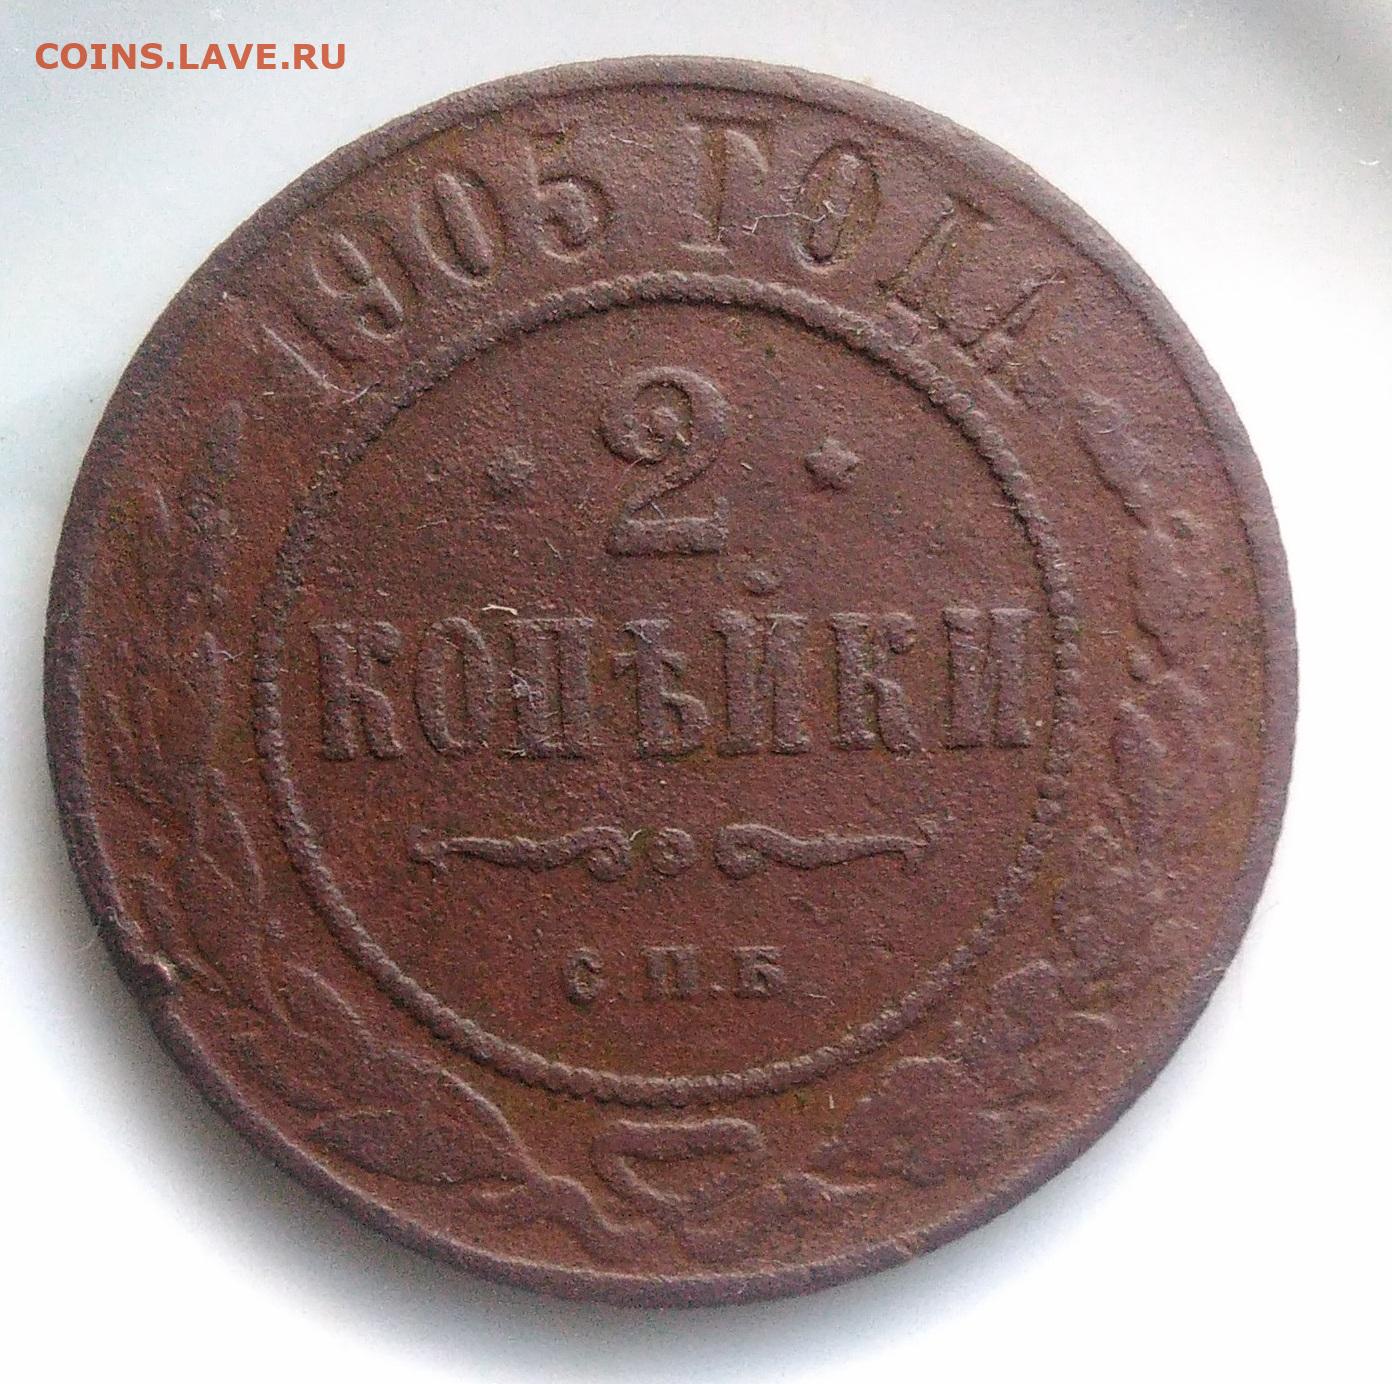 COINS.LAVE.RU
1905 ГОДА
2
КОПѢЙКИ
С.П.Б.